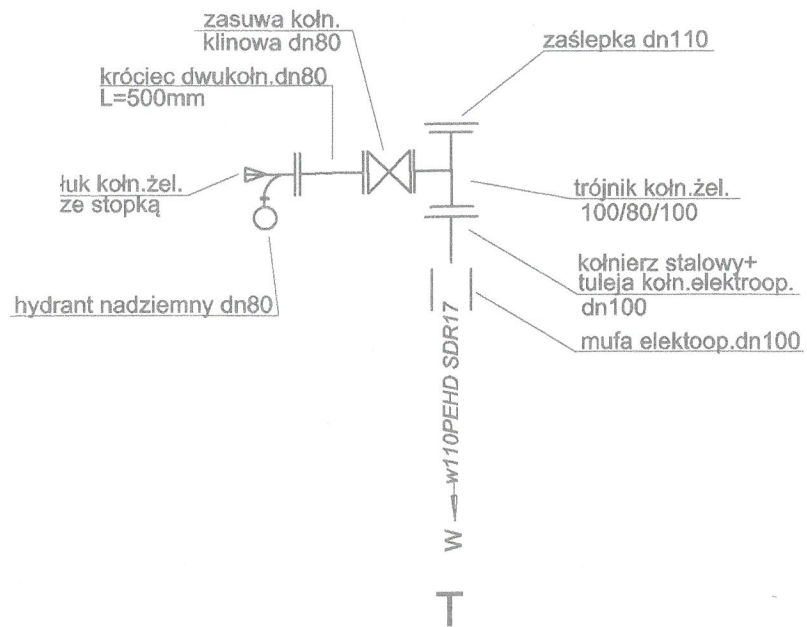 zasuwa kołn.
klinowa dn80
zaślepka dn110
króciec dwukołn.dn80
L=500mm
łuk kołn.żel.
ze stopką
trójnik kołn.żel.
100/80/100
kołnierz stalowy+
tuleja kołn.elektroop.
dn100
hydrant nadziemny dn80
mufa elektoop.dn100
w110PEHD SDR17
W
T